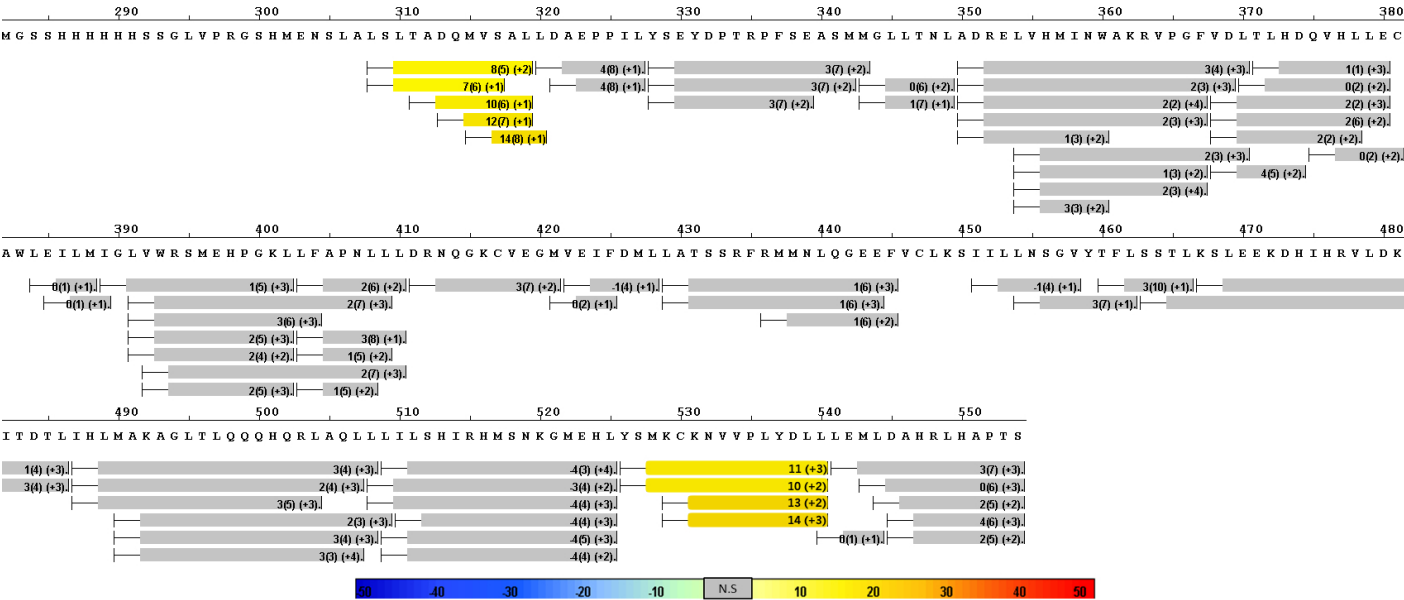 290 300 310 320 330 340 350 360 370 380
M G S S H H H H H H S S G L V P R G S H M E N S L A L S L T A D Q M V S A L L D A E P P I L Y S E Y D P T R P F S E A S M M G L L T N L A D R E L V H M I N W A K R V P G F V D L T L H D Q V H L L E C
8(5) (+2) 4(8) (+1). 3(7) (+2). 3(4) (+3). 1(1) (+3).
7(6) (+1) 4(8) (+1). 3(7) (+2). 0(6) (+2). 2(3) (+3). 0(2) (+2).
10(6) (+1) 3(7) (+2). 1(7) (+1). 2(2) (+4). 2(2) (+3).
12(7) (+1) 2(3) (+3). 2(6) (+2).
14(8) (+1) 1(3) (+2). 2(2) (+2).
2(3) (+3). 0(2) (+2).
1(3) (+2). 4(5) (+2).
2(3) (+4).
3(3) (+2).
390 400 410 420 430 440 450 460 470 480
A W L E I L M I G L V W R S M E H P G K L L F A P N L L L D R N Q G K C V E G M V E I F D M L L A T S S R F R M M N L Q G E E F V C L K S I I L L N S G V Y T F L S S T L K S L E E K D H I H R V L D K
0(1) (+1). 1(5) (+3). 2(6) (+2). 3(7) (+2). -1(4) (+1). 1(6) (+3). -1(4) (+1). 3(10) (+1).
0(1) (+1). 2(7) (+3). 0(2) (+1). 1(6) (+3). 3(7) (+1).
3(6) (+3). 1(6) (+2).
2(5) (+3). 3(8) (+1).
2(4) (+2). 1(5) (+2).
2(7) (+3).
2(5) (+3). 1(5) (+2).
490 500 510 520 530 540 550
I T D T L I H L M A K A G L T L Q Q Q H Q R L A Q L L L I L S H I R H M S N K G M E H L Y S M K C K N V V P L Y D L L L E M L D A H R L H A P T S
1(4) (+3). 3(4) (+3). -4(3) (+4). 11 (+3) 3(7) (+3).
3(4) (+3). 2(4) (+3). -3(4) (+2). 10 (+2) 0(6) (+3).
3(5) (+3). -4(4) (+3). 13 (+2) 2(5) (+2).
2(3) (+3). -4(4) (+3). 14 (+3) 4(6) (+3).
3(4) (+3). -4(5) (+3). 0(1) (+1). 2(5) (+2).
3(3) (+4). -4(4) (+2).
50 -40 -30 -20 -10 N.S 10 20 30 40 50